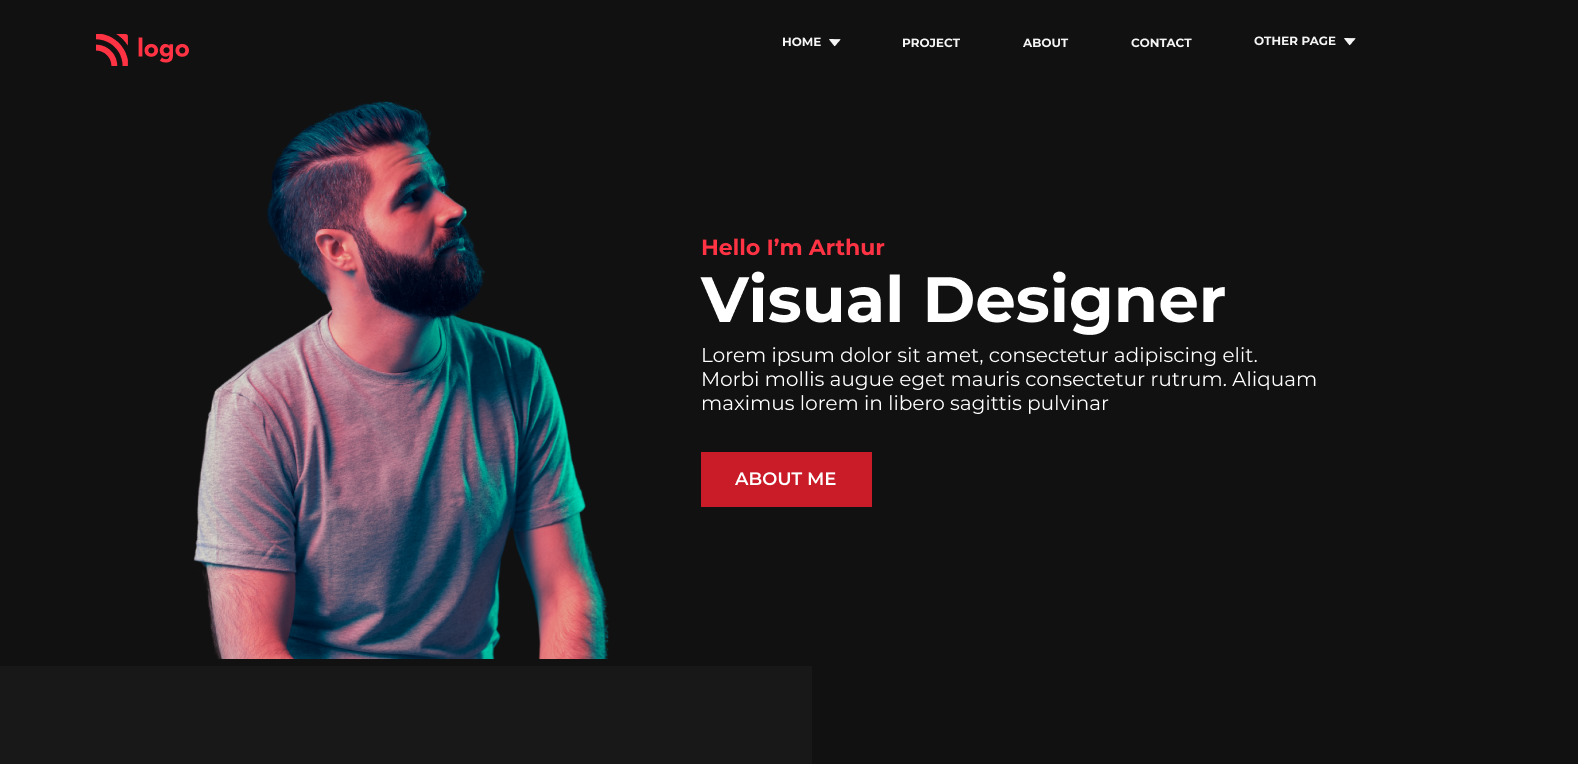 logo
HOME
PROJECT
ABOUT
CONTACT
OTHER PAGE
Hello I’m Arthur
Visual Designer
Lorem ipsum dolor sit amet, consectetur adipiscing elit.
Morbi mollis augue eget mauris consectetur rutrum. Aliquam
maximus lorem in libero sagittis pulvinar
ABOUT ME